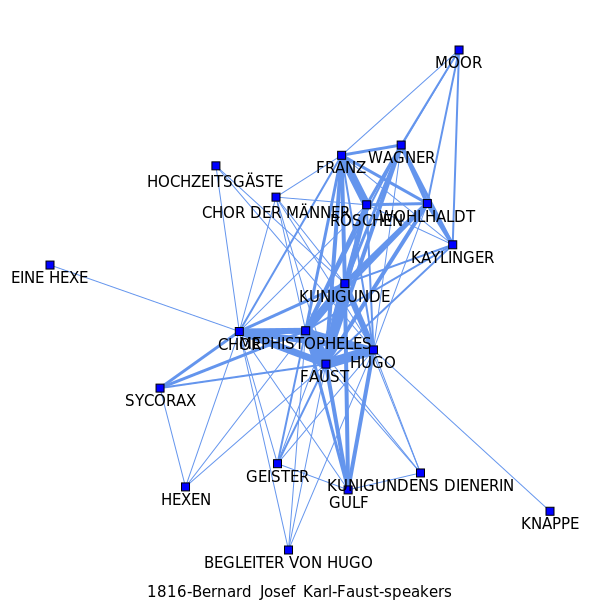 MOOR
WAGNER
FRANZ
HOCHZEITSGÄSTE
CHOR DER MÄNNER
RÖSCHEN
WOHLHALDT
KAYLINGER
EINE HEXE
KUNIGUNDE
CHOR
MEPHISTOPHELES
HUGO
FAUST
SYCORAX
GEISTER
KUNIGUNDENS DIENERIN
HEXEN
GULF
KNAPPE
BEGLEITER VON HUGO
1816-Bernard_Josef_Karl-Faust-speakers